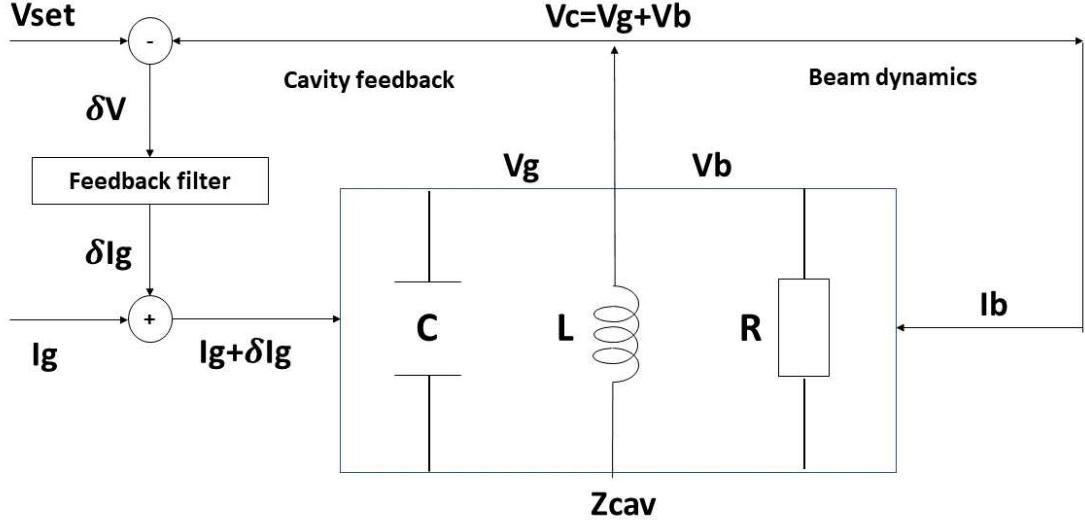 Vset
Vc=Vg+Vb
-
Cavity feedback
Beam dynamics
δV
Feedback filter
Vg
Vb
δIg
Ib
+
C
L
R
Ig
Ig+δIg
Zcav